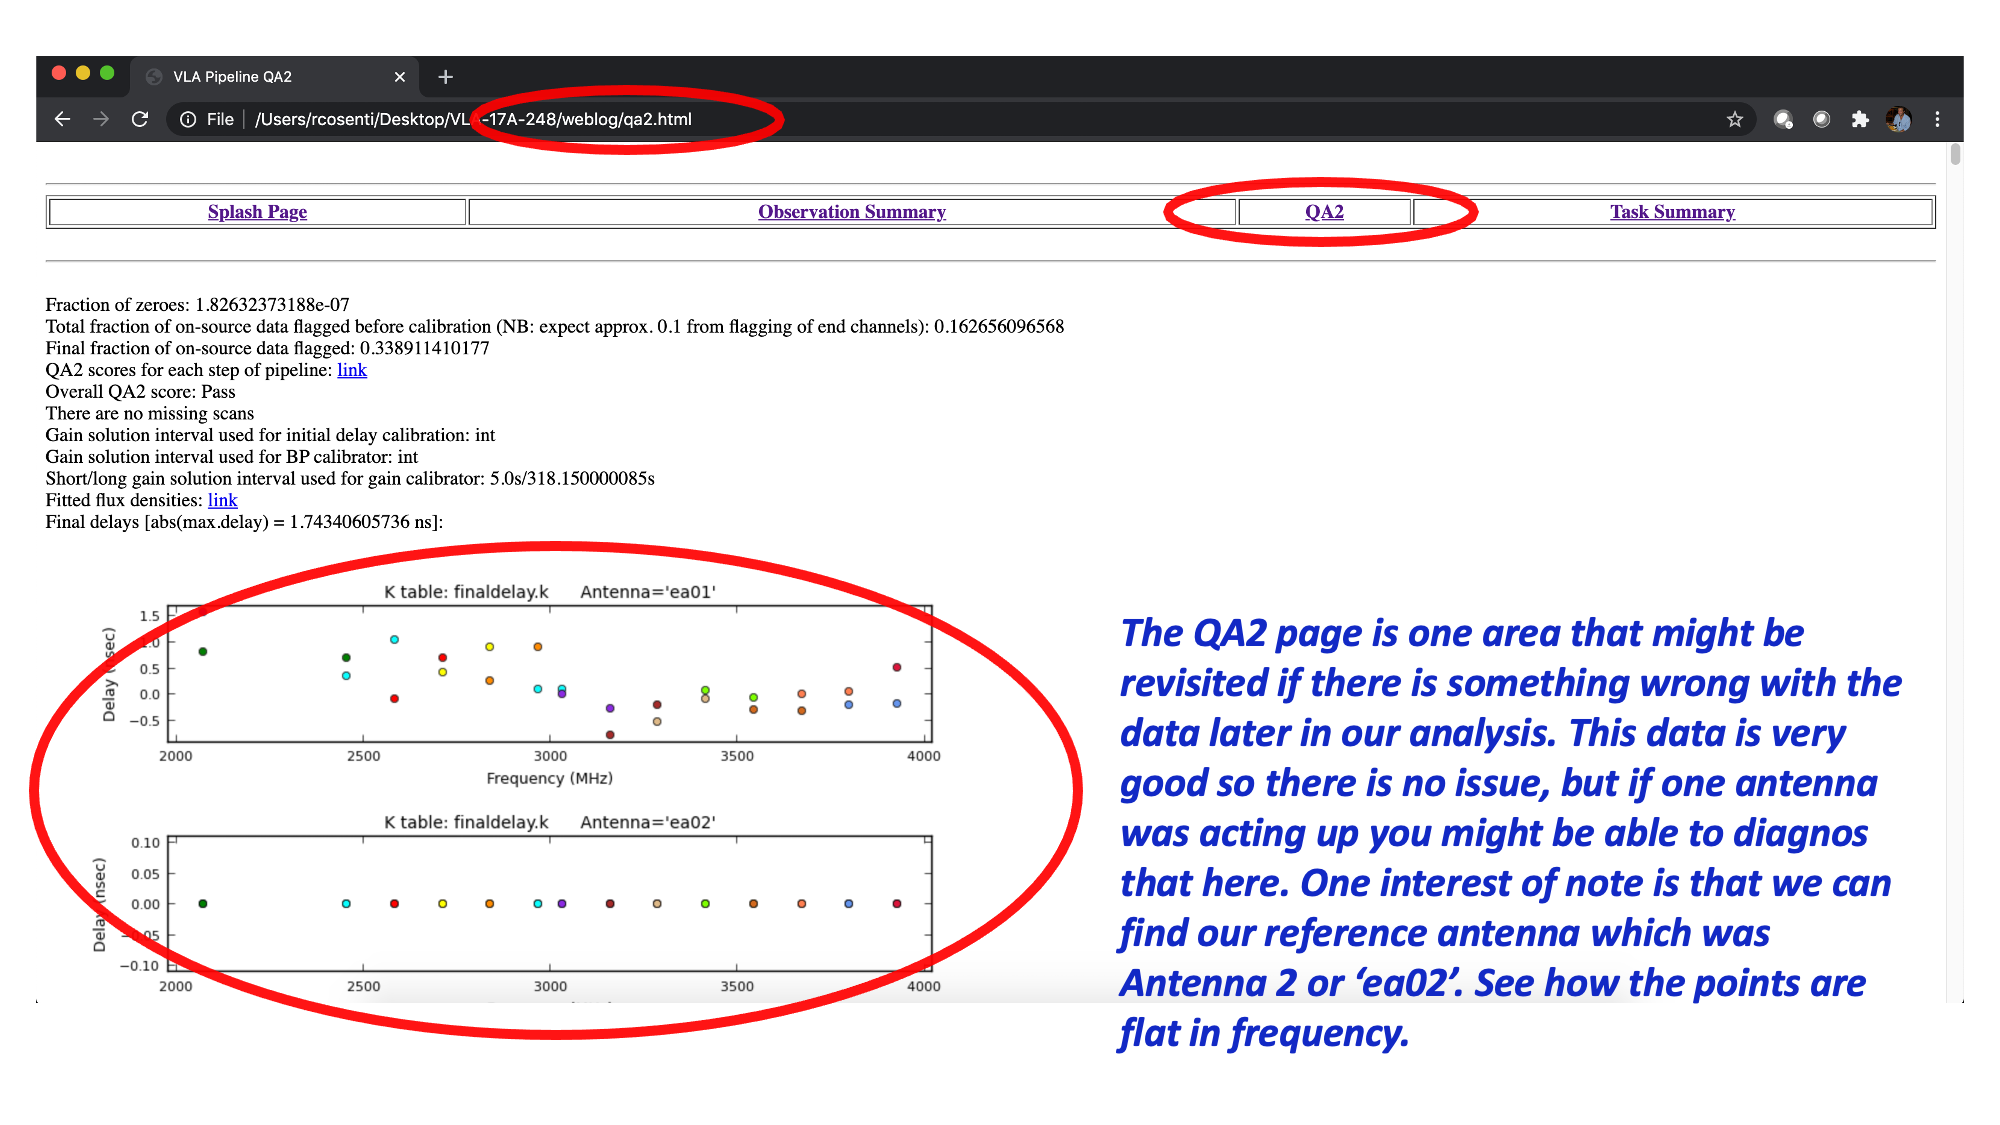 VLA Pipeline QA2
File /Users/rcosenti/Desktop/VLA-17A-248/weblog/qa2.html
Splash Page Observation Summary QA2 Task Summary
Fraction of zeroes: 1.82632373188e-07
Total fraction of on-source data flagged before calibration (NB: expect approx. 0.1 from flagging of end channels): 0.162656096568
Final fraction of on-source data flagged: 0.338911410177
QA2 scores for each step of pipeline: link
Overall QA2 score: Pass
There are no missing scans
Gain solution interval used for initial delay calibration: int
Gain solution interval used for BP calibrator: int
Short/long gain solution interval used for gain calibrator: 5.0s/318.150000085s
Fitted flux densities: link
Final delays [abs(max.delay) = 1.74340605736 ns]:
K table: finaldelay.k Antenna='ea01'
1.5
1.0
0.5
0.0
−0.5
Delay (nsec)
2000 2500 3000 3500 4000
Frequency (MHz)
K table: finaldelay.k Antenna='ea02'
0.10
0.05
0.00
−0.05
−0.10
Delay (nsec)
2000 2500 3000 3500 4000
The QA2 page is one area that might be
revisited if there is something wrong with the
data later in our analysis. This data is very
good so there is no issue, but if one antenna
was acting up you might be able to diagnos
that here. One interest of note is that we can
find our reference antenna which was
Antenna 2 or ‘ea02’. See how the points are
flat in frequency.